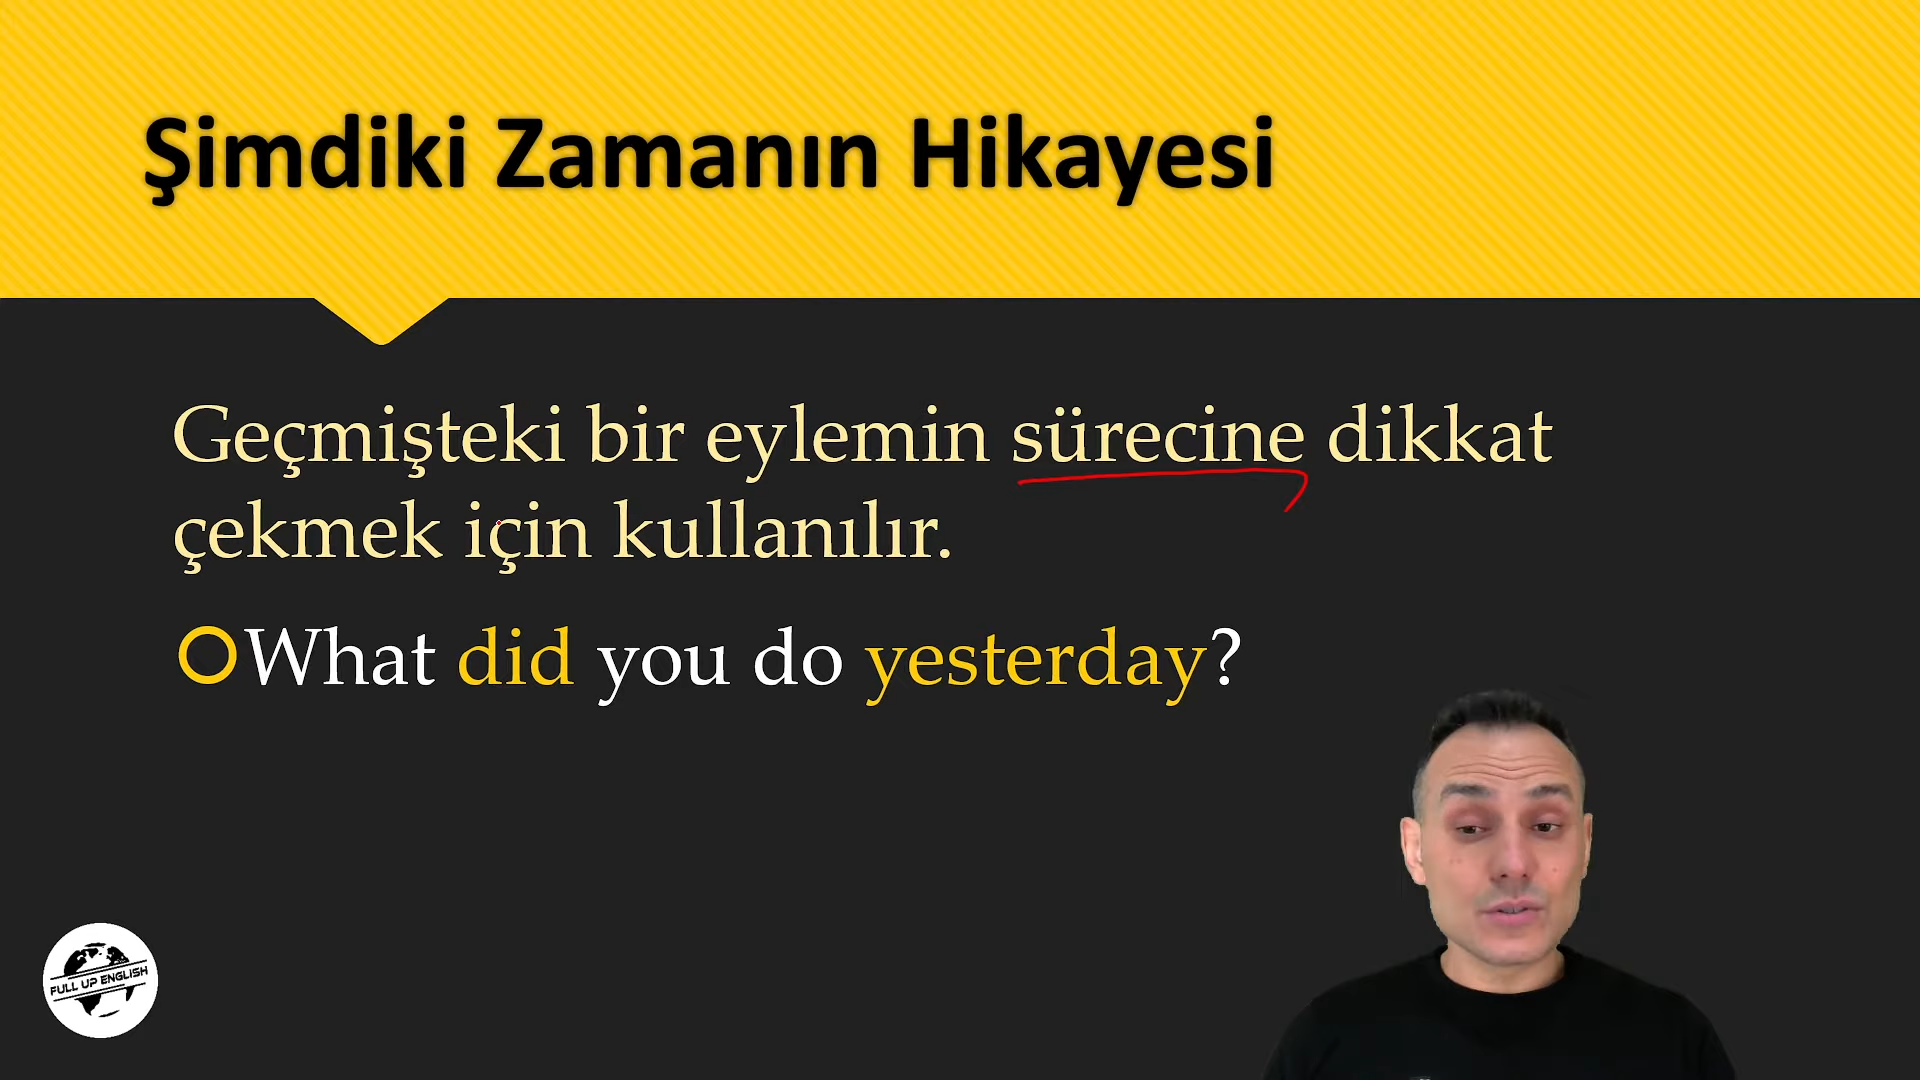 Şimdiki Zamanın Hikayesi
Geçmişteki bir eylemin sürecine dikkat
çekmek için kullanılır.
What did you do yesterday?
FULL UP ENGLISH